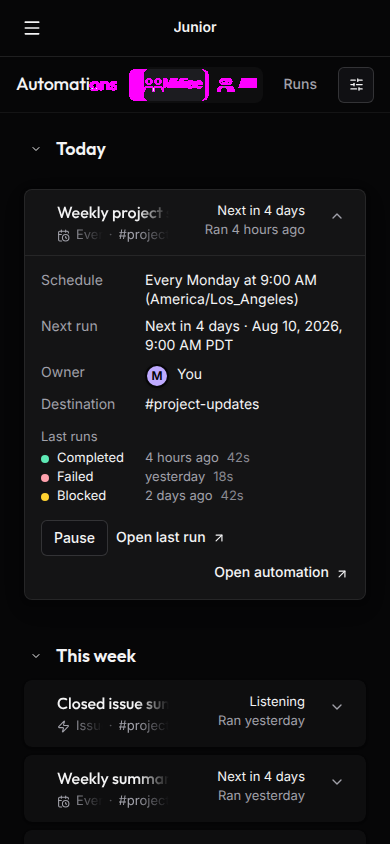 Junior
Automations
Runs
Today
Weekly project
Next in 4 days
Ever · #projec
Ran 4 hours ago
Schedule
Every Monday at 9:00 AM
(America/Los_Angeles)
Next run
Next in 4 days · Aug 10, 2026,
9:00 AM PDT
Owner
M You
Destination
#project-updates
Last runs
Completed 4 hours ago 42s
Failed yesterday 18s
Blocked 2 days ago 42s
Pause
Open last run
Open automation
This week
Closed issue sum
Listening
Issu · #projec
Ran yesterday
Weekly summa
Next in 4 days
Ever · #projec
Ran yesterday